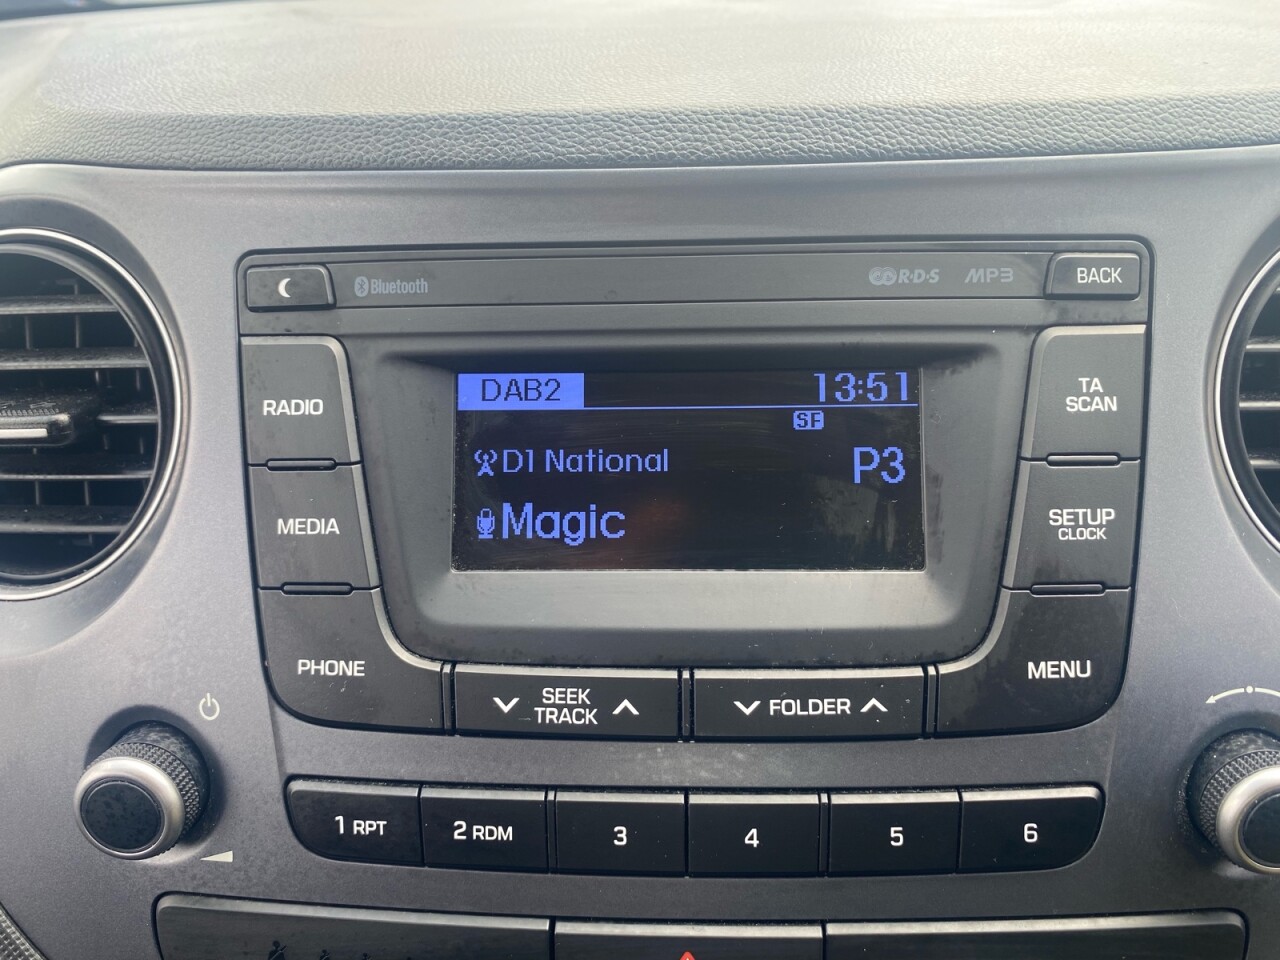 Bluetooth
R·D·S
MP3
BACK
RADIO
MEDIA
PHONE
DAB2
13:51
SF
D1 National
P3
Magic
TA
SCAN
SETUP
CLOCK
MENU
SEEK
TRACK
FOLDER
1 RPT
2 RDM
3
4
5
6